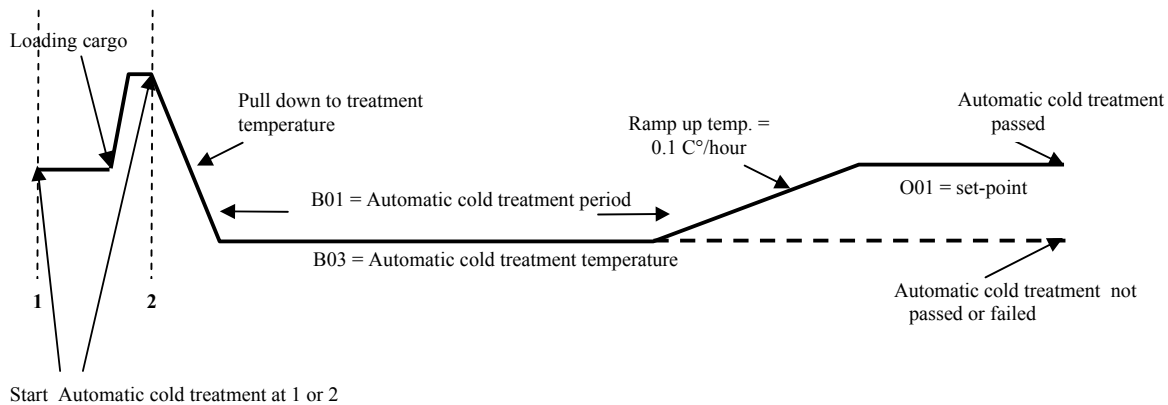 Loading cargo
Pull down to treatment
temperature
Ramp up temp. =
0.1 C°/hour
Automatic cold treatment
passed
B01 = Automatic cold treatment period
O01 = set-point
B03 = Automatic cold treatment temperature
1
2
Automatic cold treatment not
passed or failed
Start Automatic cold treatment at 1 or 2